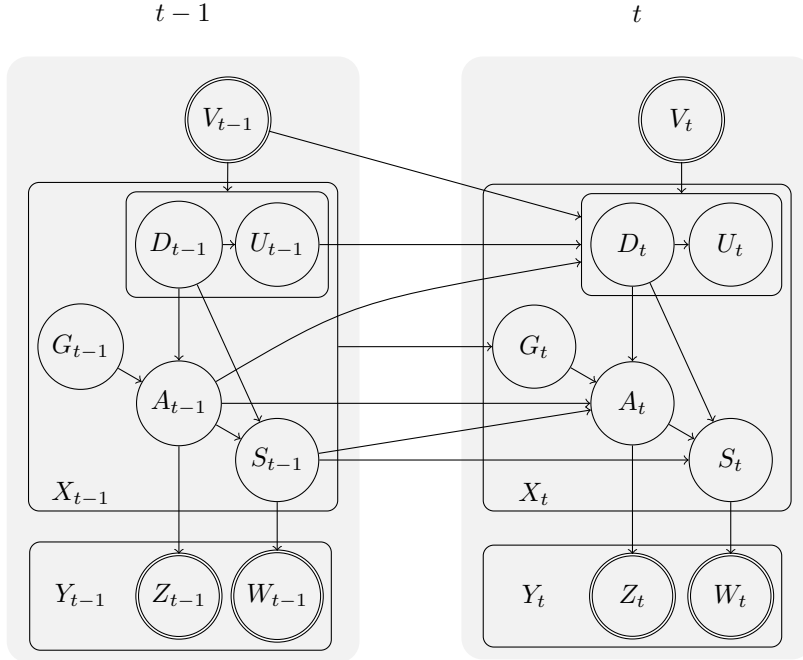 t − 1 t
V_{t−1} V_t
D_{t−1} U_{t−1} D_t U_t
G_{t−1} G_t
A_{t−1} A_t
S_{t−1} S_t
X_{t−1} X_t
Y_{t−1} Z_{t−1} W_{t−1} Y_t Z_t W_t